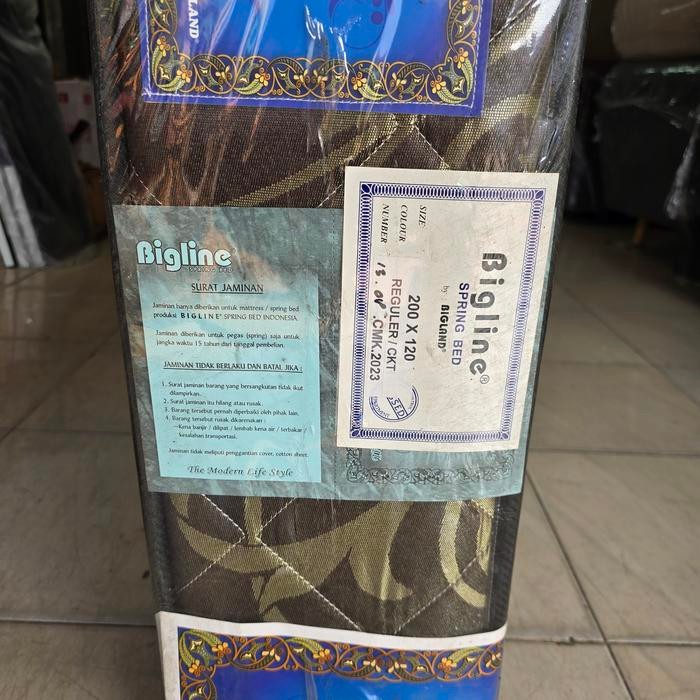 LAND
Bigline®
SPRING BED
SURAT JAMINAN
Jaminan hanya diberikan untuk mattress / spring bed
produksi BIGLINE® SPRING BED INDONESIA.
Jaminan diberikan untuk pegas (spring) saja untuk
jangka waktu 15 tahun dari tanggal pembelian.
JAMINAN TIDAK BERLAKU DAN BATAL JIKA :
1. Surat jaminan barang yang bersangkutan tidak ikut
dilampirkan.
2. Surat jaminan itu hilang atau rusak.
3. Barang tersebut pernah diperbaiki oleh pihak lain.
4. Barang tersebut rusak dikarenakan :
—Kena banjir / dilipat / lembab kena air / terbakar /
kesalahan transportasi.
Jaminan tidak meliputi penggantian cover, cotton sheet.
The Modern Life Style
Bigline®
SPRING BED
by BIGLAND®
SIZE 200 X 120
COLOUR REGULER / CKT
NUMBER .CMK.2023